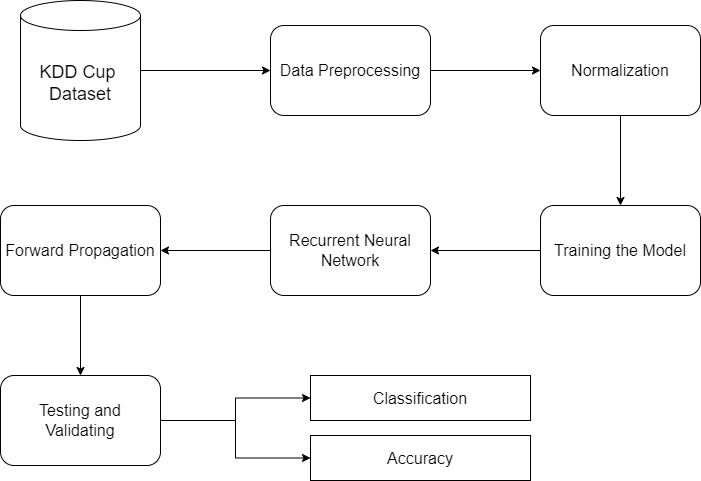 KDD Cup
Dataset
Data Preprocessing
Normalization
Forward Propagation
Recurrent Neural
Network
Training the Model
Testing and
Validating
Classification
Accuracy